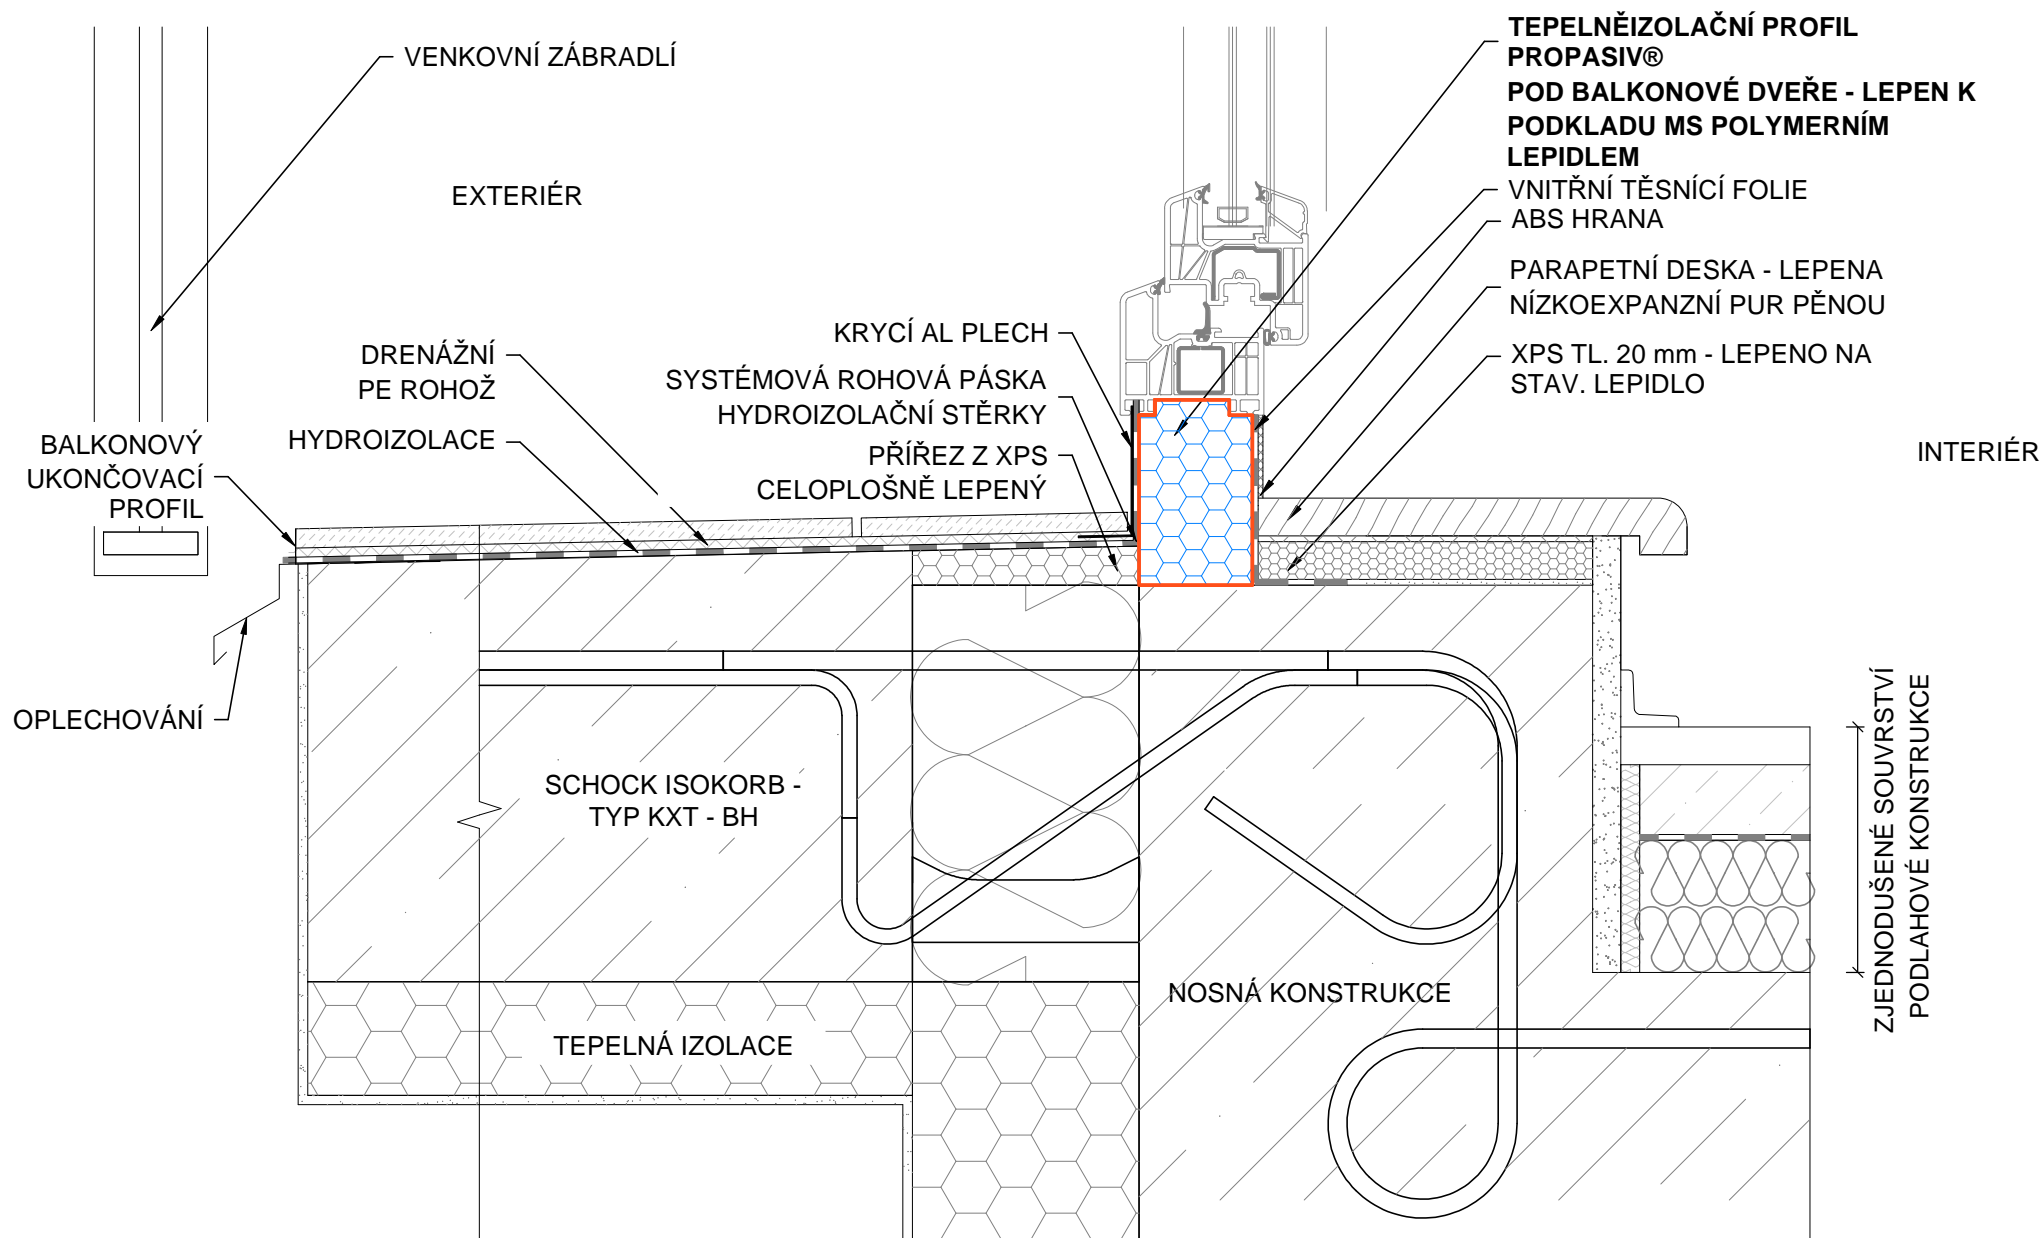 VENKOVNÍ ZÁBRADLÍ
EXTERIÉR
TEPELNĚIZOLAČNÍ PROFIL
PROPASIV®
POD BALKONOVÉ DVEŘE - LEPEN K
PODKLADU MS POLYMERNÍM
LEPIDLEM
VNITŘNÍ TĚSNÍCÍ FOLIE
ABS HRANA
PARAPETNÍ DESKA - LEPENA
NÍZKOEXPANZNÍ PUR PĚNOU
XPS TL. 20 mm - LEPENO NA
STAV. LEPIDLO
INTERIÉR
KRYCÍ AL PLECH
SYSTÉMOVÁ ROHOVÁ PÁSKA
HYDROIZOLAČNÍ STĚRKY
PŘÍŘEZ Z XPS
CELOPLOŠNĚ LEPENÝ
DRENÁŽNÍ
PE ROHOŽ
HYDROIZOLACE
BALKONOVÝ
UKONČOVACÍ
PROFIL
OPLECHOVÁNÍ
SCHOCK ISOKORB -
TYP KXT - BH
NOSNÁ KONSTRUKCE
TEPELNÁ IZOLACE
ZJEDNODUŠENÉ SOUVRSTVÍ
PODLAHOVÉ KONSTRUKCE